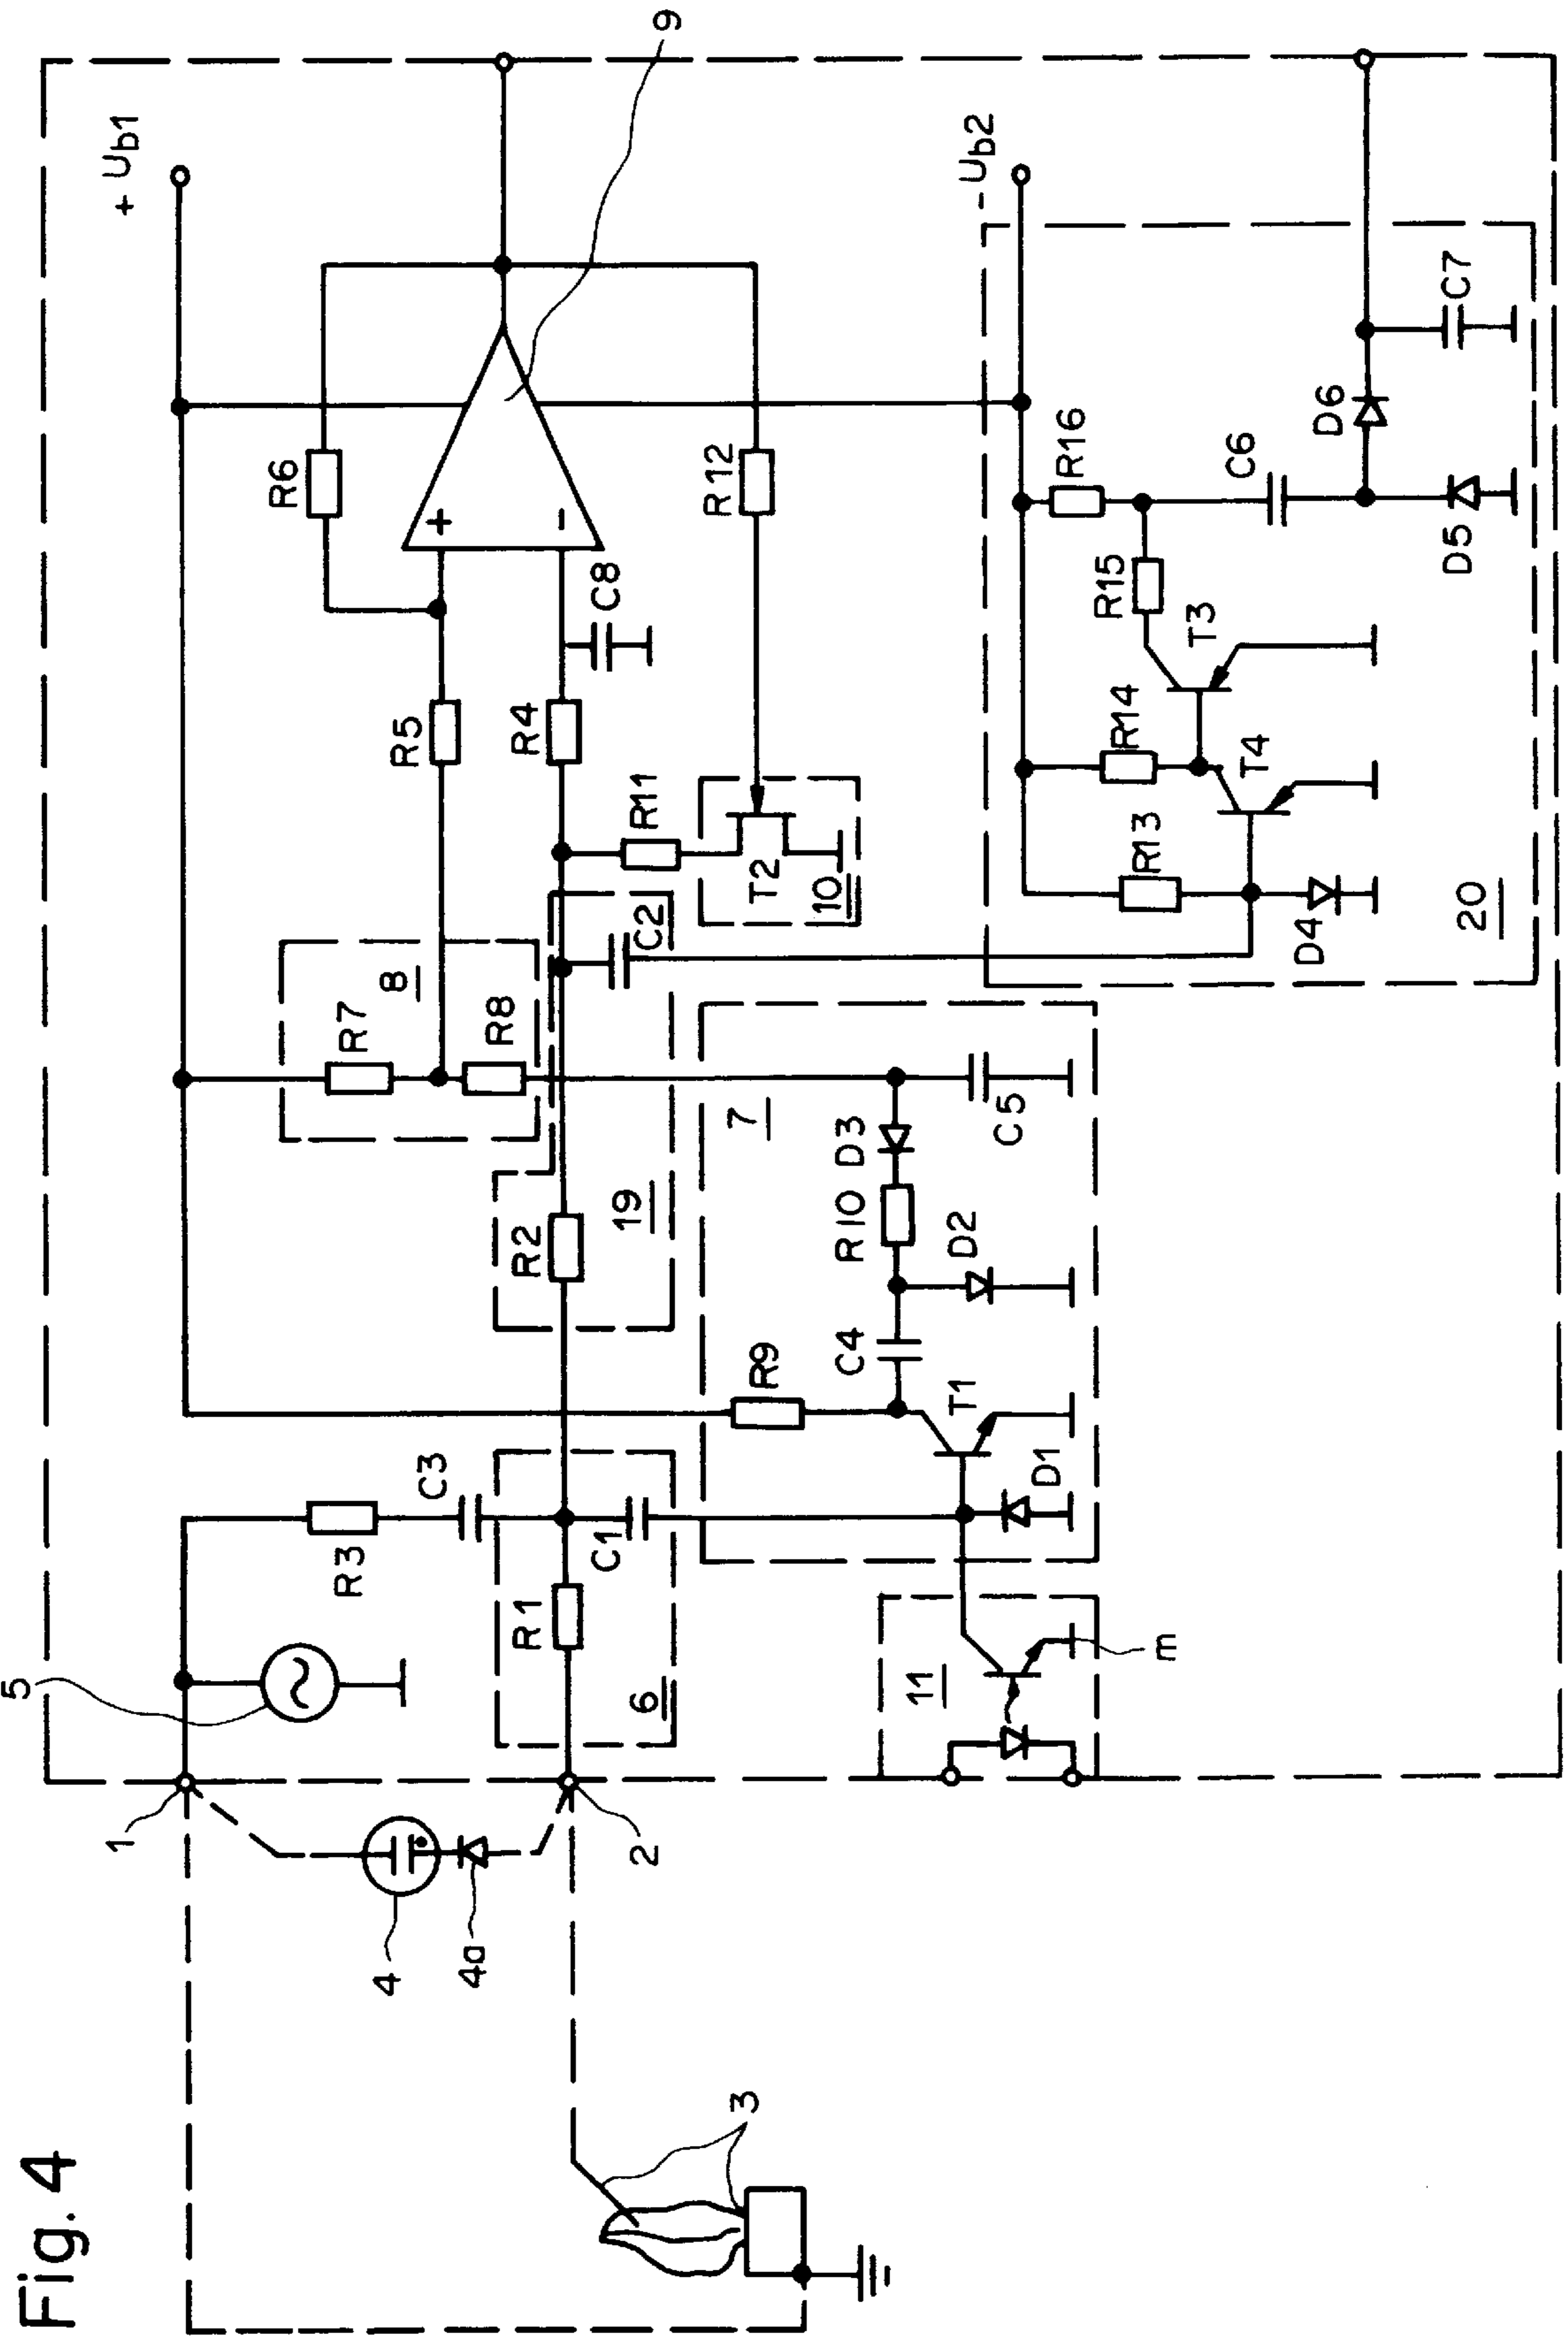 Fig. 4
1
2
3
4
4a
5
R3
C3
R1
C1
6
11
m
R9
T1
D1
C4
D2
R10
D3
C5
7
R2
19
C2
R7
R8
8
R5
R4
R6
C8
R11
T2
10
R12
+
-
9
+ Ub1
- Ub2
R13
D4
R14
T4
T3
R15
R16
C6
D5
D6
C7
20